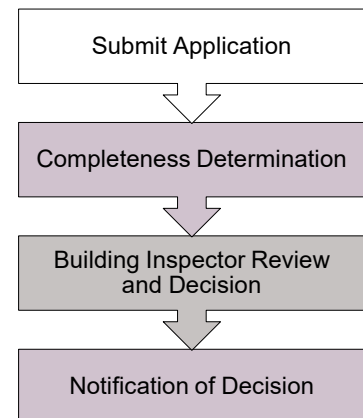 Submit Application
Completeness Determination
Building Inspector Review
and Decision
Notification of Decision